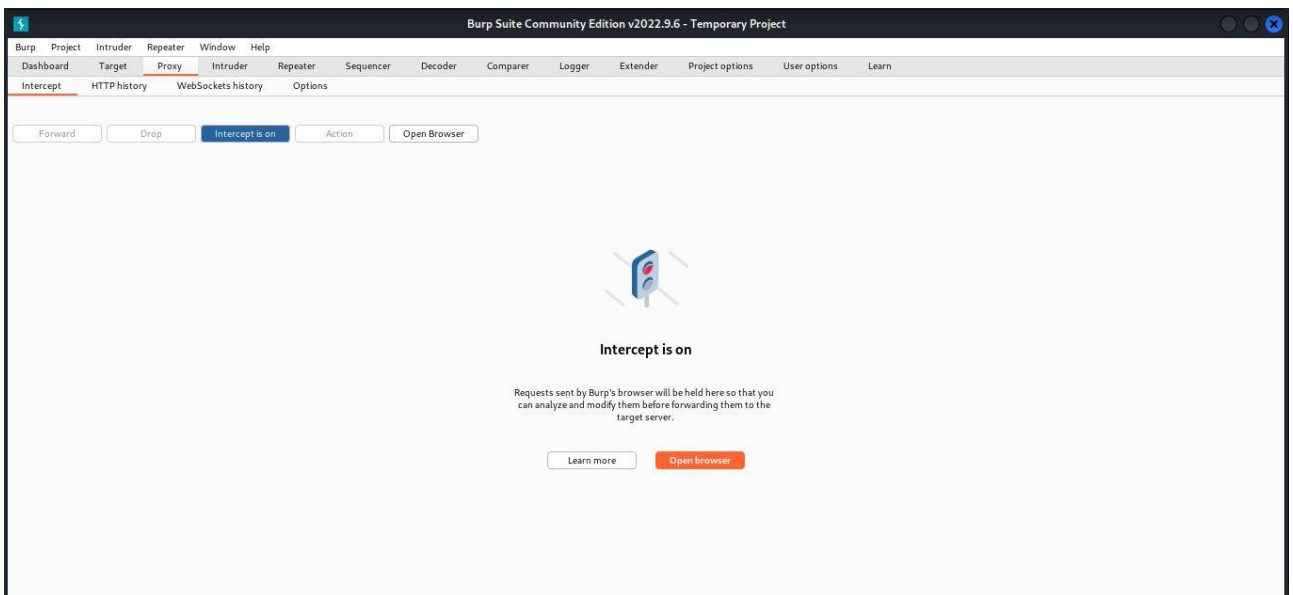 Burp Suite Community Edition v2022.9.6 - Temporary Project
Burp Project Intruder Repeater Window Help
Dashboard Target Proxy Intruder Repeater Sequencer Decoder Comparer Logger Extender Project options User options Learn
Intercept HTTP history WebSockets history Options
Forward Drop Intercept is on Action Open Browser
Intercept is on
Requests sent by Burp's browser will be held here so that you
can analyze and modify them before forwarding them to the
target server.
Learn more Open browser